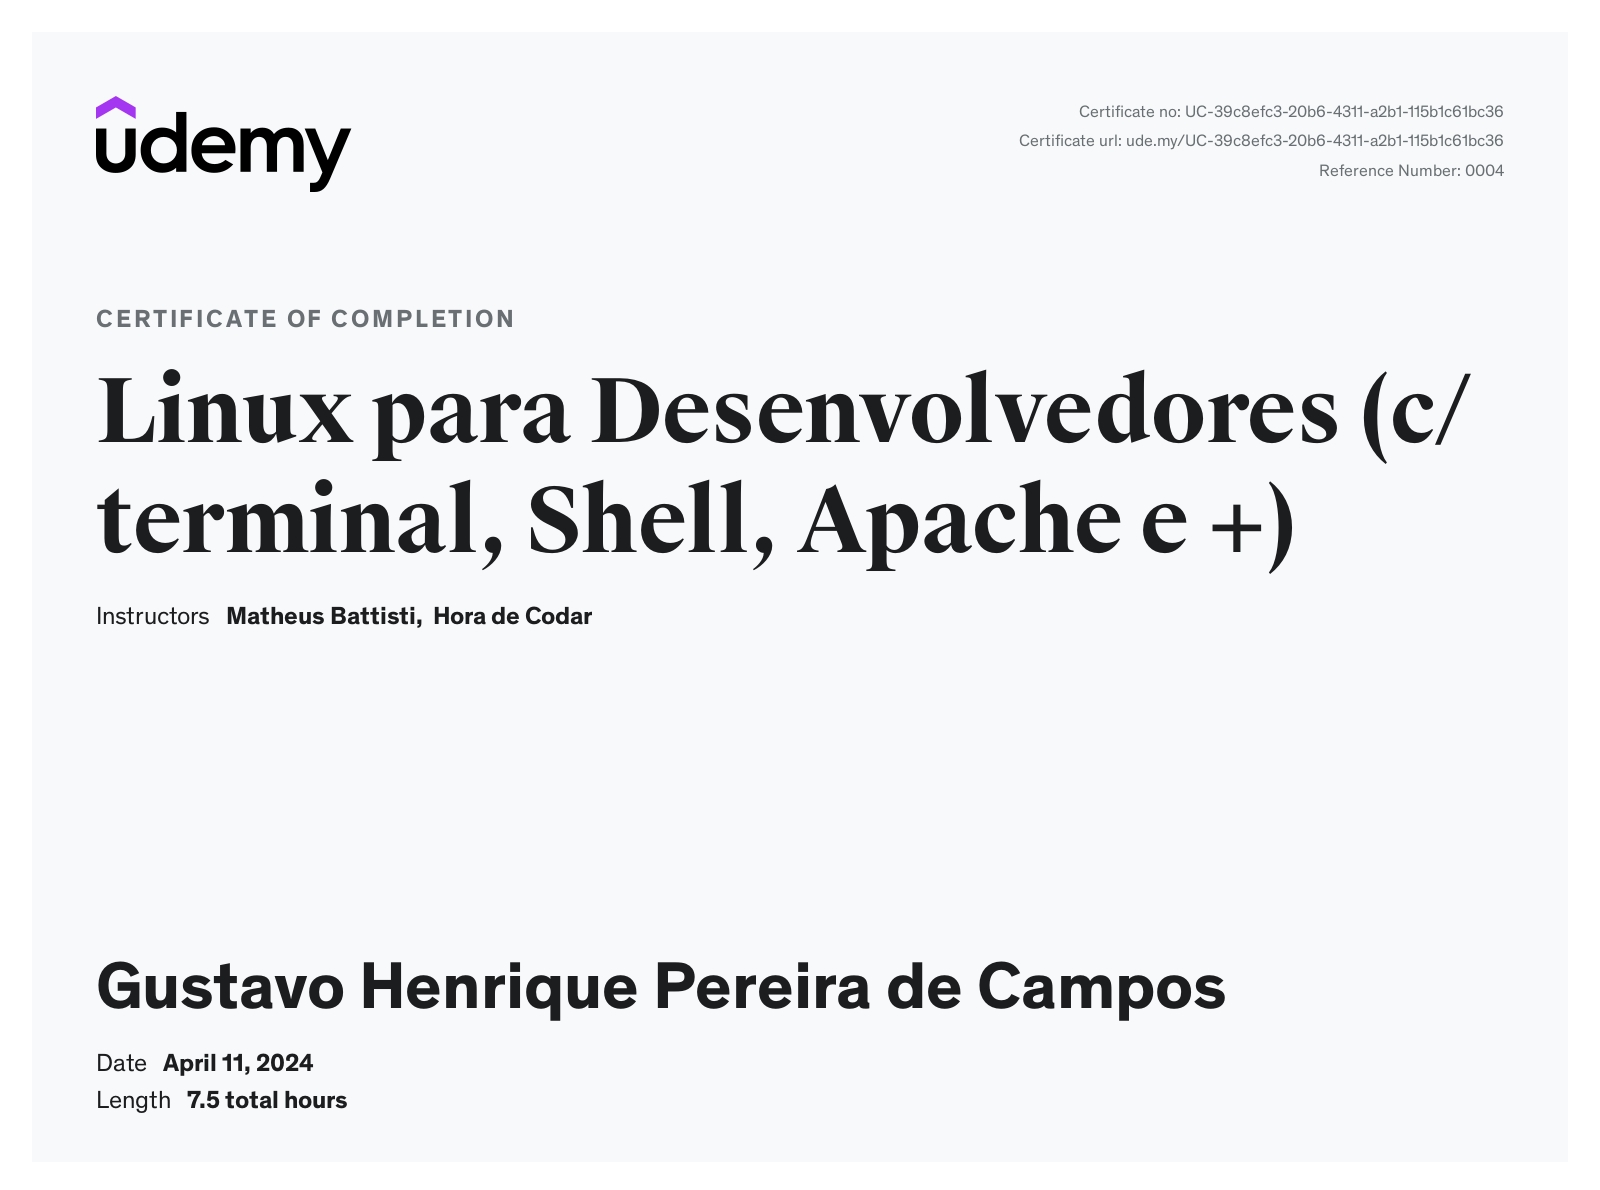 udemy
Certificate no: UC-39c8efc3-20b6-4311-a2b1-115b1c61bc36
Certificate url: ude.my/UC-39c8efc3-20b6-4311-a2b1-115b1c61bc36
Reference Number: 0004
CERTIFICATE OF COMPLETION
Linux para Desenvolvedores (c/
terminal, Shell, Apache e +)
Instructors Matheus Battisti, Hora de Codar
Gustavo Henrique Pereira de Campos
Date April 11, 2024
Length 7.5 total hours